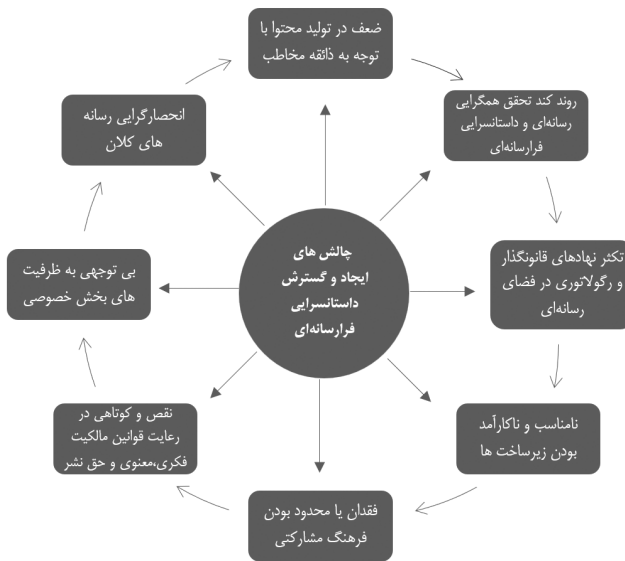 ضعف در تولید محتوا با
توجه به ذائقه مخاطب
روند کند تحقق همگرایی
رسانه‌ای و داستانسرایی
فرارسانه‌ای
تکثر نهادهای قانونگذار
و رگولاتوری در فضای
رسانه‌ای
نامناسب و ناکارآمد
بودن زیرساخت ها
فقدان یا محدود بودن
فرهنگ مشارکتی
نقص و کوتاهی در
رعایت قوانین مالکیت
فکری،معنوی و حق نشر
بی توجهی به ظرفیت
های بخش خصوصی
انحصارگرایی رسانه
های کلان
چالش های
ایجاد و گسترش
داستانسرایی
فرارسانه‌ای